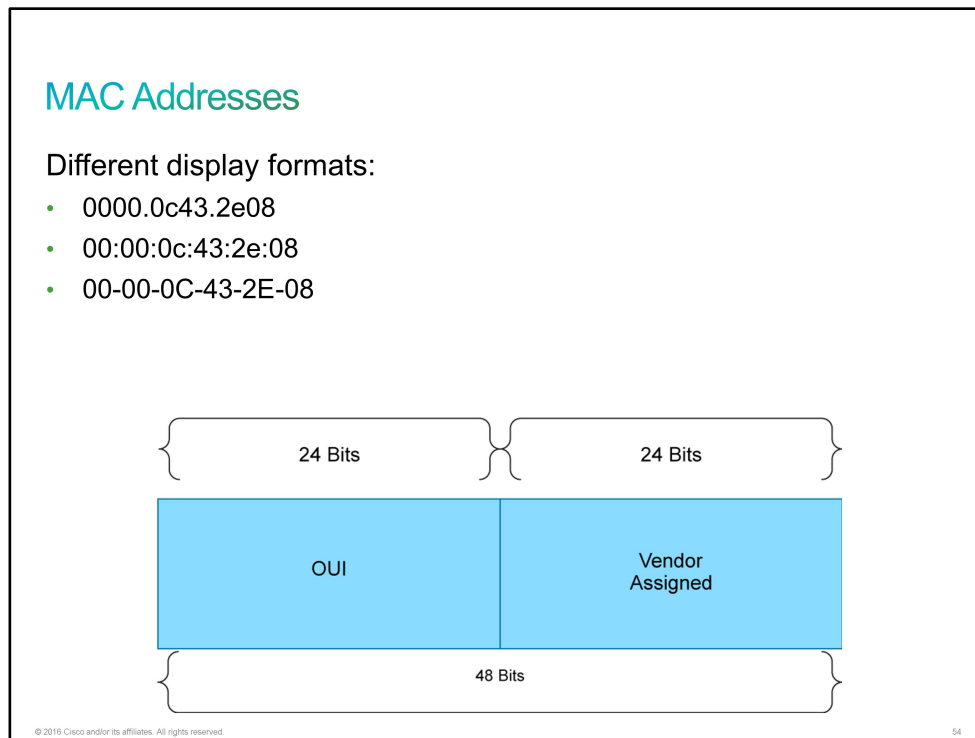 MAC Addresses
Different display formats:
• 0000.0c43.2e08
• 00:00:0c:43:2e:08
• 00-00-0C-43-2E-08
24 Bits
24 Bits
OUI
Vendor
Assigned
48 Bits
© 2016 Cisco and/or its affiliates. All rights reserved.
54